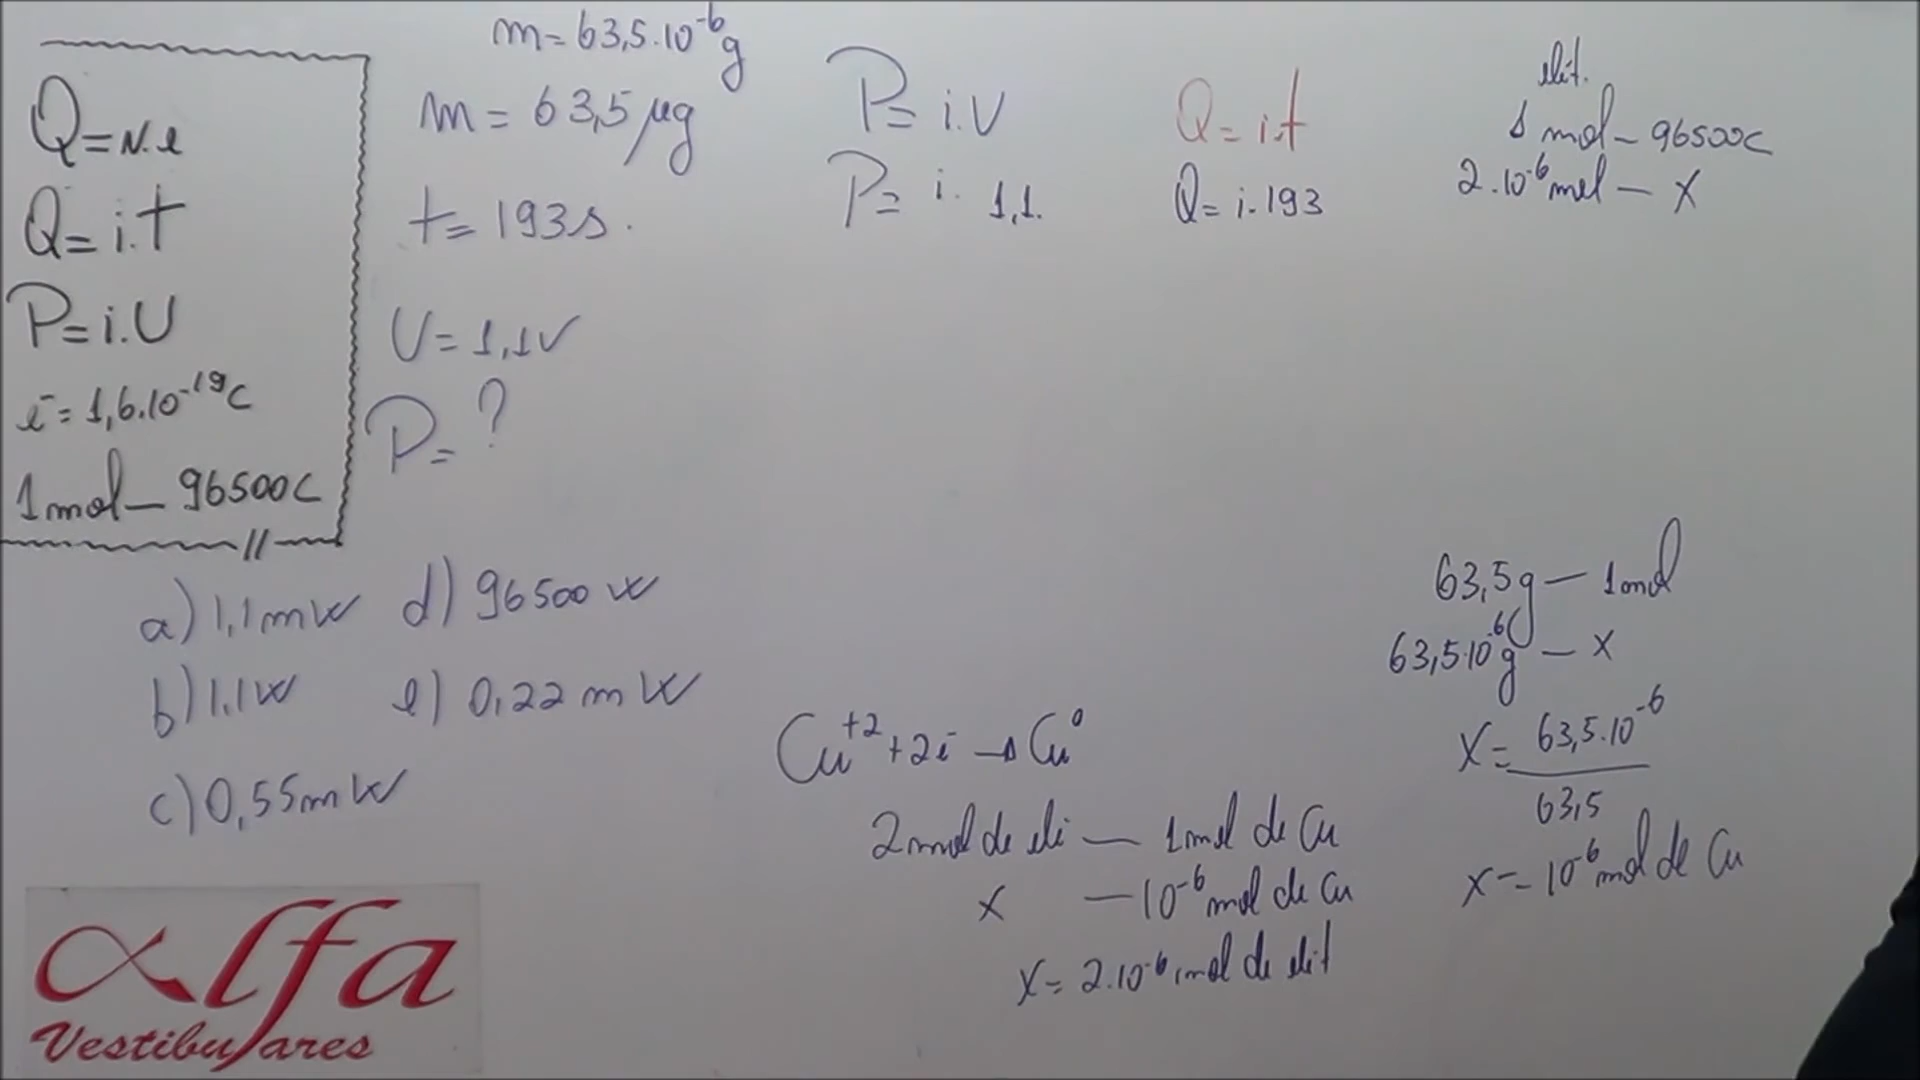 Q=N.e
Q=i.t
P=i.U
e⁻=1,6.10⁻¹⁹C
1mol-96500C
m=63,5.10⁻⁶g
m=63,5µg
t=193s.
U=1,1V
P=?
P=i.U
P=i. 1,1.
Q=i.t
Q=i.193
elét.
1 mol-96500C
2.10⁻⁶mol-X
a)1,1mW
b)1,1W
c)0,55mW
d)96500W
e)0,22mW
63,5g-1mol
63,5.10⁻⁶g-X
X=63,5.10⁻⁶
63,5
X=10⁻⁶mol de Cu
Cu⁺²+2e⁻→Cu⁰
2mol de elé-1mol de Cu
X -10⁻⁶mol de Cu
X=2.10⁻⁶mol de elét
αlfa
Vestibulares